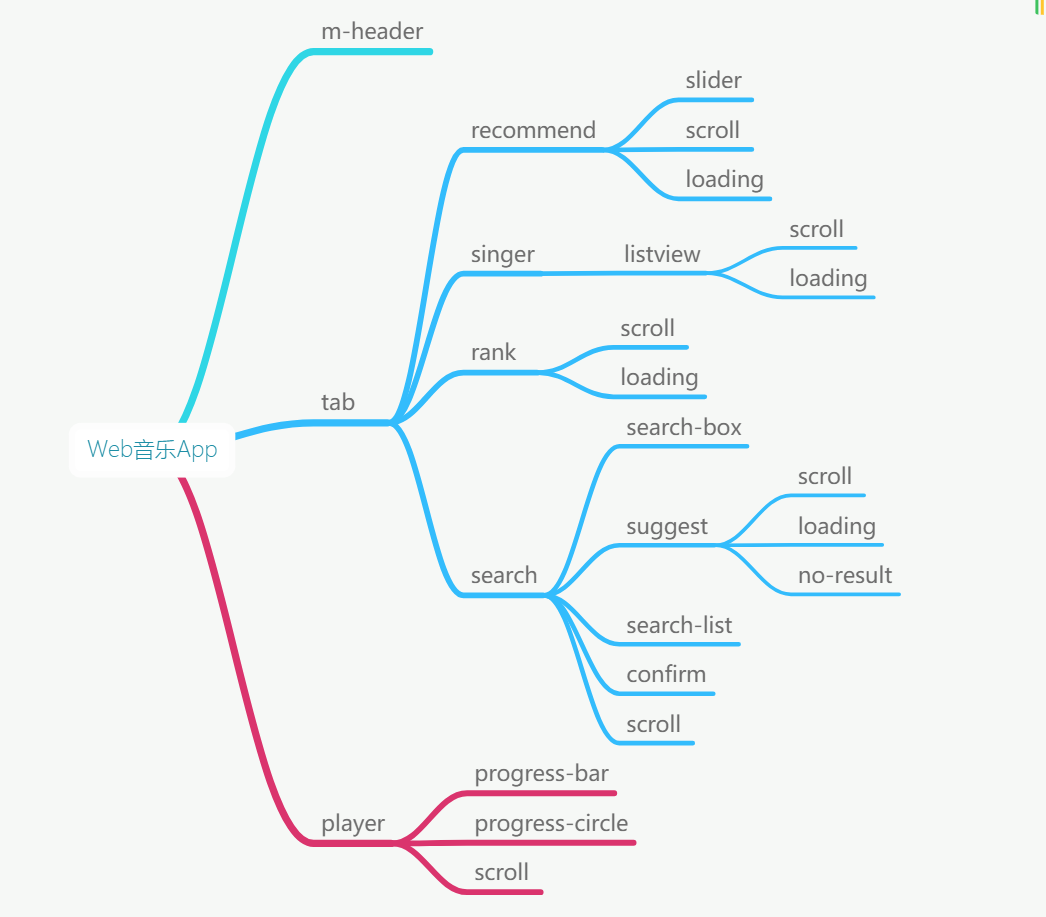 m-header
slider
recommend
scroll
loading
scroll
singer
listview
loading
scroll
rank
loading
tab
search-box
Web音乐App
scroll
suggest
loading
search
no-result
search-list
confirm
scroll
progress-bar
player
progress-circle
scroll